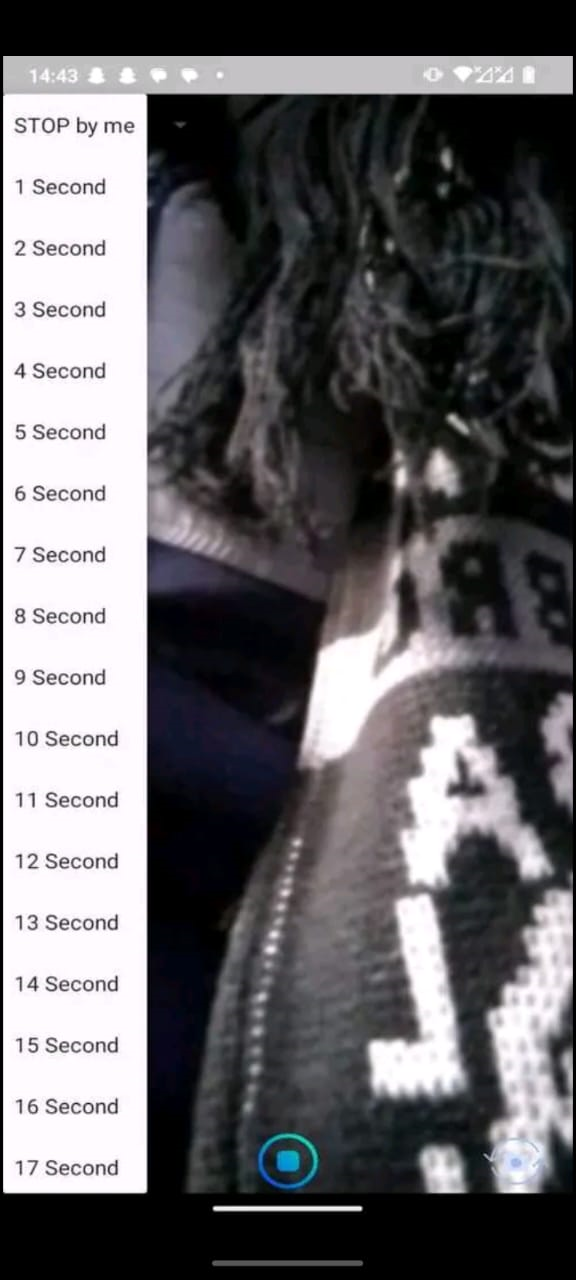 14:43
STOP by me
1 Second
2 Second
3 Second
4 Second
5 Second
6 Second
7 Second
8 Second
9 Second
10 Second
11 Second
12 Second
13 Second
14 Second
15 Second
16 Second
17 Second
A